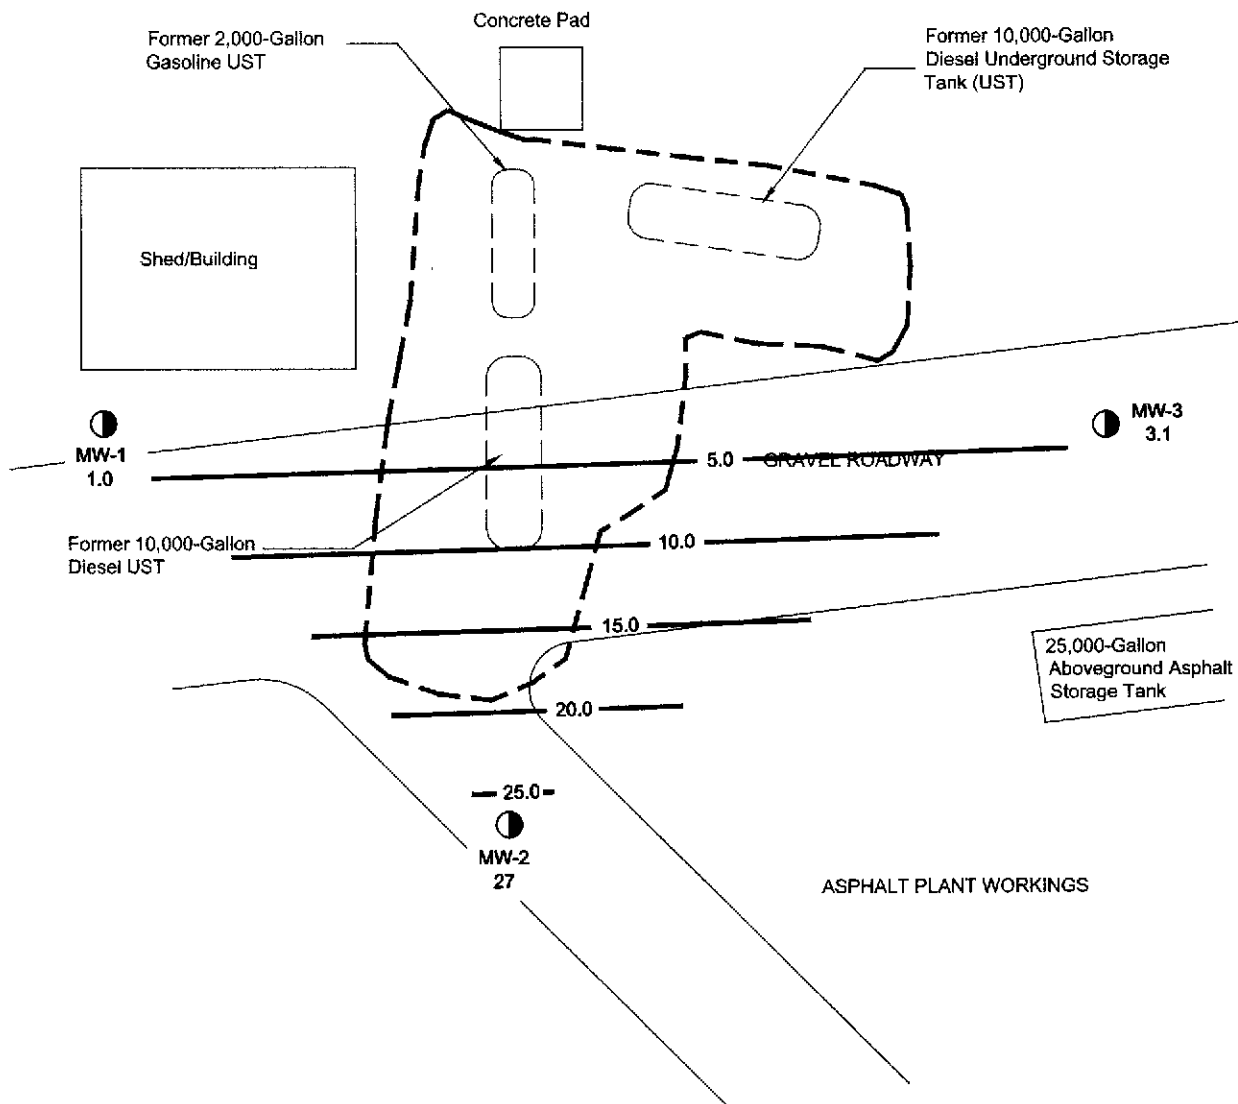 Concrete Pad
Former 2,000-Gallon
Gasoline UST
Former 10,000-Gallon
Diesel Underground Storage
Tank (UST)
Shed/Building
MW-1
1.0
MW-3
3.1
5.0
GRAVEL ROADWAY
Former 10,000-Gallon
Diesel UST
10.0
15.0
25,000-Gallon
Aboveground Asphalt
Storage Tank
20.0
25.0
MW-2
27
ASPHALT PLANT WORKINGS